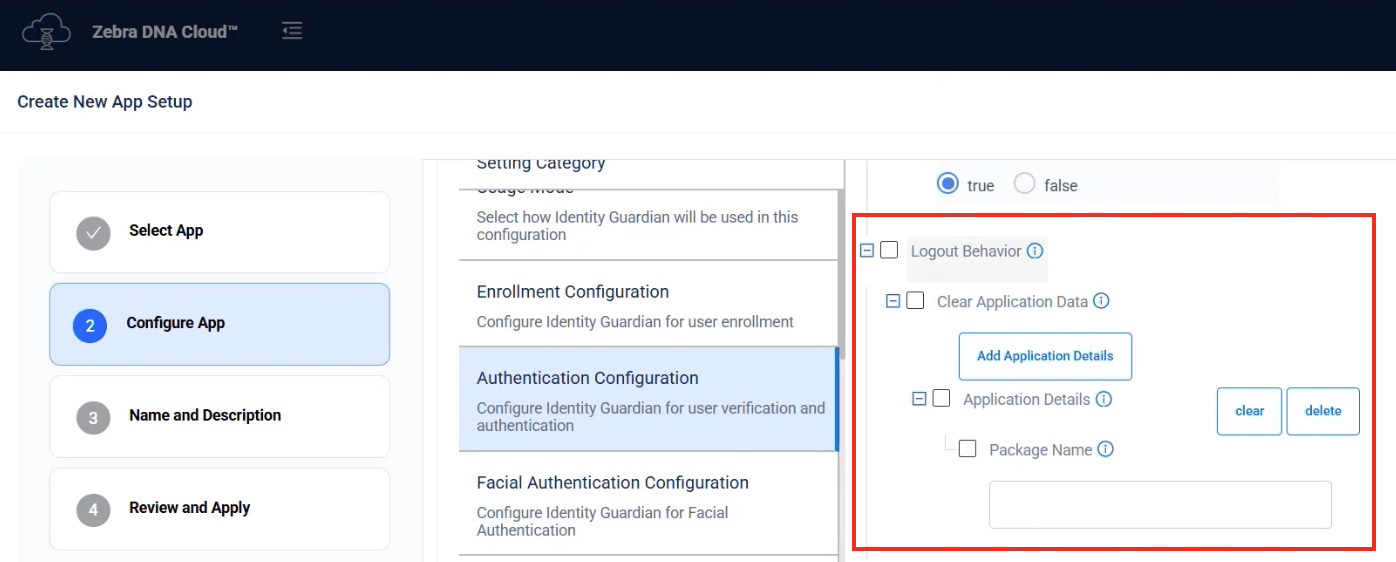 Zebra DNA Cloud™
Create New App Setup
Select App
2
Configure App
3
Name and Description
4
Review and Apply
Setting Category
Usage Mode
Select how Identity Guardian will be used in this
configuration
Enrollment Configuration
Configure Identity Guardian for user enrollment
Authentication Configuration
Configure Identity Guardian for user verification and
authentication
Facial Authentication Configuration
Configure Identity Guardian for Facial
Authentication
true false
Logout Behavior
Clear Application Data
Add Application Details
Application Details
clear delete
Package Name